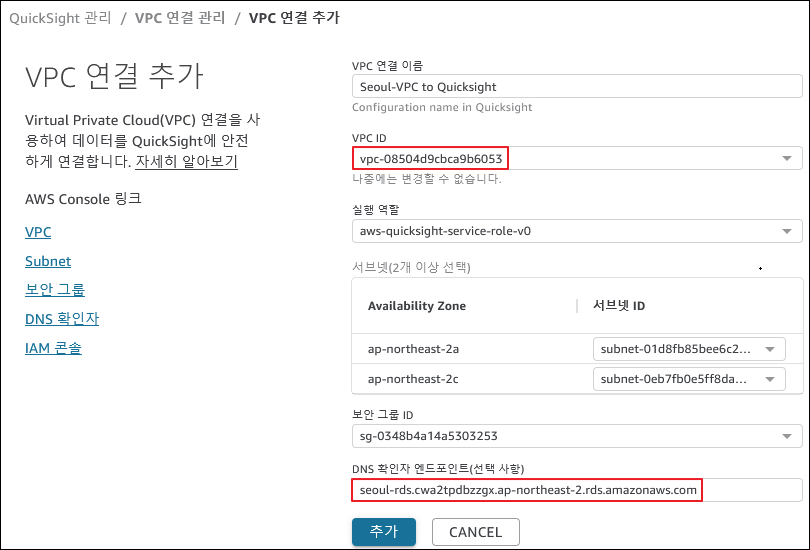 QuickSight 관리 / VPC 연결 관리 / VPC 연결 추가
VPC 연결 추가
Virtual Private Cloud(VPC) 연결을 사
용하여 데이터를 QuickSight에 안전
하게 연결합니다. 자세히 알아보기
AWS Console 링크
VPC
Subnet
보안 그룹
DNS 확인자
IAM 콘솔
VPC 연결 이름
Seoul-VPC to Quicksight
Configuration name in Quicksight
VPC ID
vpc-08504d9cbca9b6053
나중에는 변경할 수 없습니다.
실행 역할
aws-quicksight-service-role-v0
서브넷(2개 이상 선택)
Availability Zone 서브넷 ID
ap-northeast-2a subnet-01d8fb85bee6c2...
ap-northeast-2c subnet-0eb7fb0e5ff8da...
보안 그룹 ID
sg-0348b4a14a5303253
DNS 확인자 엔드포인트(선택 사항)
seoul-rds.cwa2tpdbzzgx.ap-northeast-2.rds.amazonaws.com
추가 CANCEL